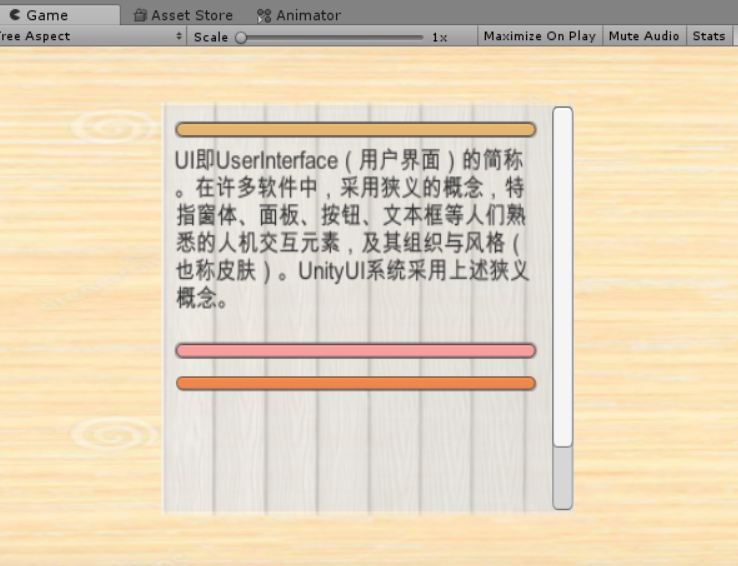 Game
Asset Store
Animator
ree Aspect
Scale
1x
Maximize On Play
Mute Audio
Stats
UI即UserInterface（用户界面）的简称
。在许多软件中，采用狭义的概念，特
指窗体、面板、按钮、文本框等人们熟
悉的人机交互元素，及其组织与风格（
也称皮肤）。UnityUI系统采用上述狭义
概念。